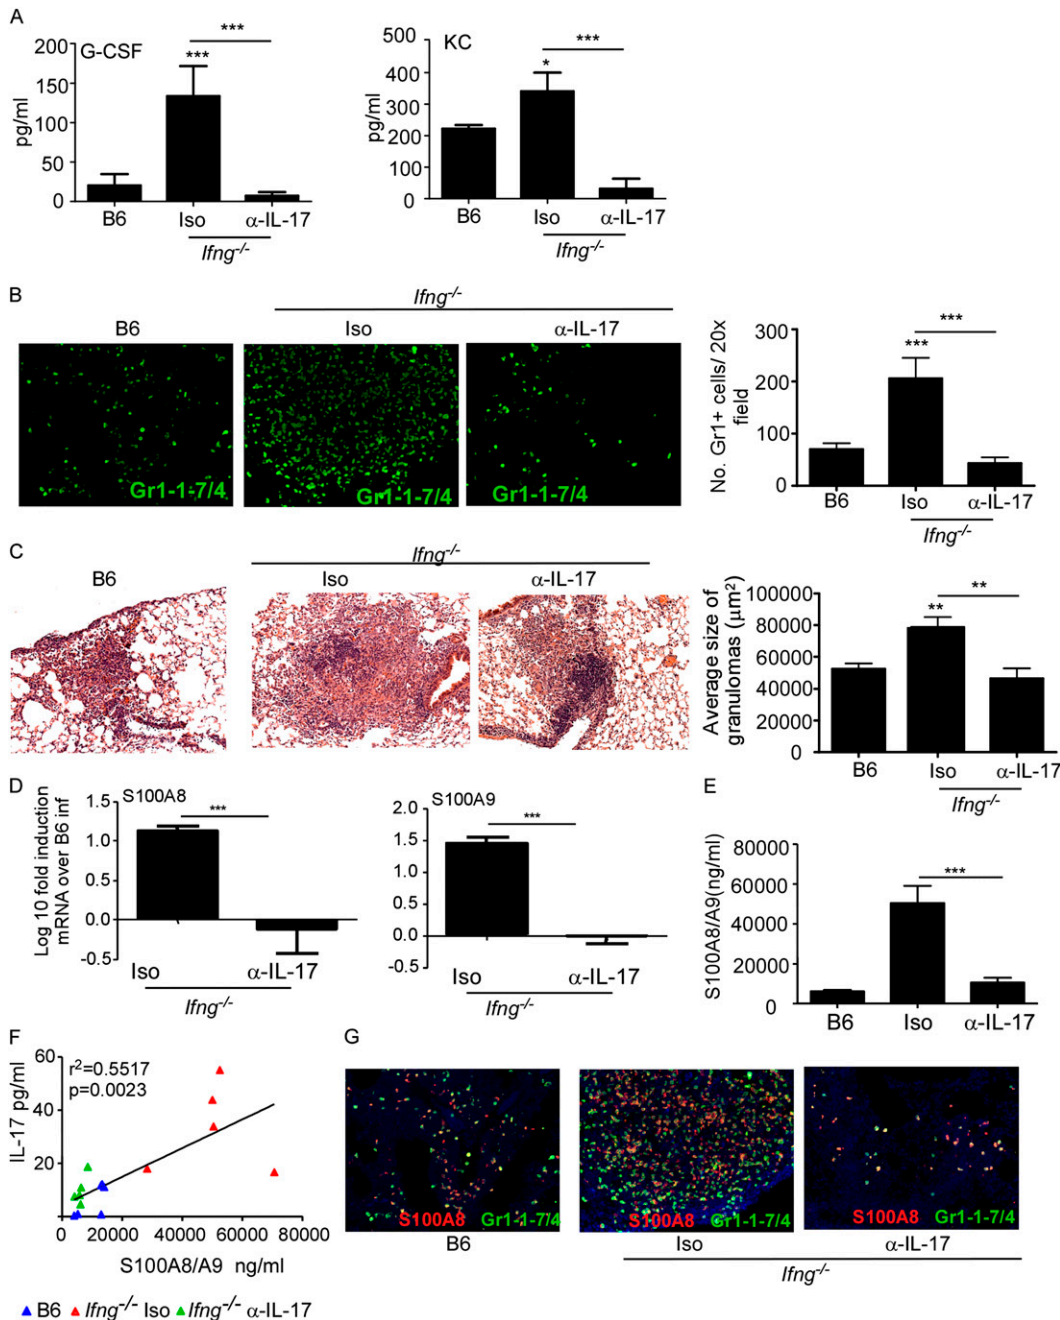 A
G-CSF
pg/ml
200
150
100
50
0
***
***
B6
Iso
α-IL-17
Ifng-/-
KC
pg/ml
500
400
300
200
100
0
*
***
B6
Iso
α-IL-17
Ifng-/-
B
Ifng-/-
B6
Iso
α-IL-17
Gr1-1-7/4
Gr1-1-7/4
Gr1-1-7/4
No. Gr1+ cells/ 20x
field
300
200
100
0
***
***
B6
Iso
α-IL-17
Ifng-/-
C
Ifng-/-
B6
Iso
α-IL-17
Average size of
granulomas (μm²)
100000
80000
60000
40000
20000
0
**
**
B6
Iso
α-IL-17
Ifng-/-
D
S100A8
Log 10 fold induction
mRNA over B6 inf
1.5
1.0
0.5
0.0
-0.5
***
Iso
α-IL-17
Ifng-/-
S100A9
2.0
1.5
1.0
0.5
0.0
-0.5
***
Iso
α-IL-17
Ifng-/-
E
S100A8/A9(ng/ml)
80000
60000
40000
20000
0
***
B6
Iso
α-IL-17
F
IL-17 pg/ml
60
40
20
r²=0.5517
p=0.0023
0
20000
40000
60000
80000
S100A8/A9 ng/ml
B6
Ifng-/- Iso
Ifng-/- α-IL-17
G
S100A8 Gr1-1-7/4
S100A8 Gr1-1-7/4
S100A8 Gr1-1-7/4
B6
Iso
α-IL-17
Ifng-/-